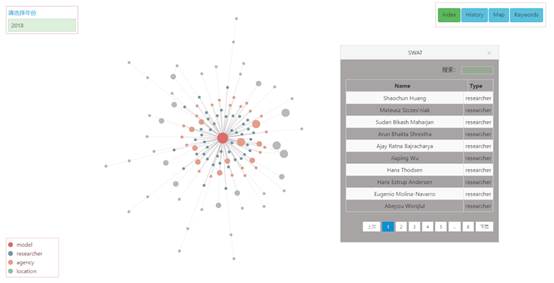 请选择年份
2018
Index History Map Keywords
SWAT ×
搜索:
Name Type
Shaochun Huang researcher
Mateusz Szcześniak researcher
Sudan Bikash Maharjan researcher
Arun Bhakta Shrestha researcher
Ajay Ratna Bajracharya researcher
Jiaping Wu researcher
Hans Thodsen researcher
Hans Estrup Andersen researcher
Eugenio Molina-Navarro researcher
Abeyou Worqlul researcher
上页 1 2 3 4 5 ... 8 下页
model
researcher
agency
location